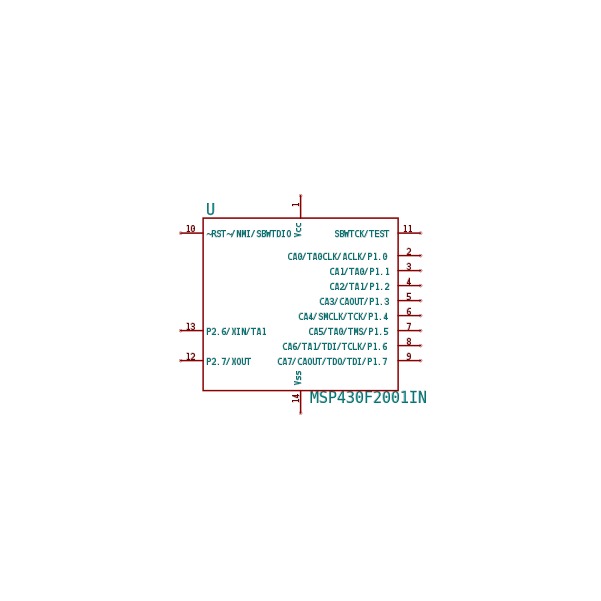 U
1
Vcc
10 ~RST~/NMI/SBWTDIO
SBWTCK/TEST 11
CA0/TA0CLK/ACLK/P1.0 2
CA1/TA0/P1.1 3
CA2/TA1/P1.2 4
CA3/CAOUT/P1.3 5
CA4/SMCLK/TCK/P1.4 6
13 P2.6/XIN/TA1
CA5/TA0/TMS/P1.5 7
CA6/TA1/TDI/TCLK/P1.6 8
12 P2.7/XOUT
CA7/CAOUT/TDO/TDI/P1.7 9
Vss
14
MSP430F2001IN